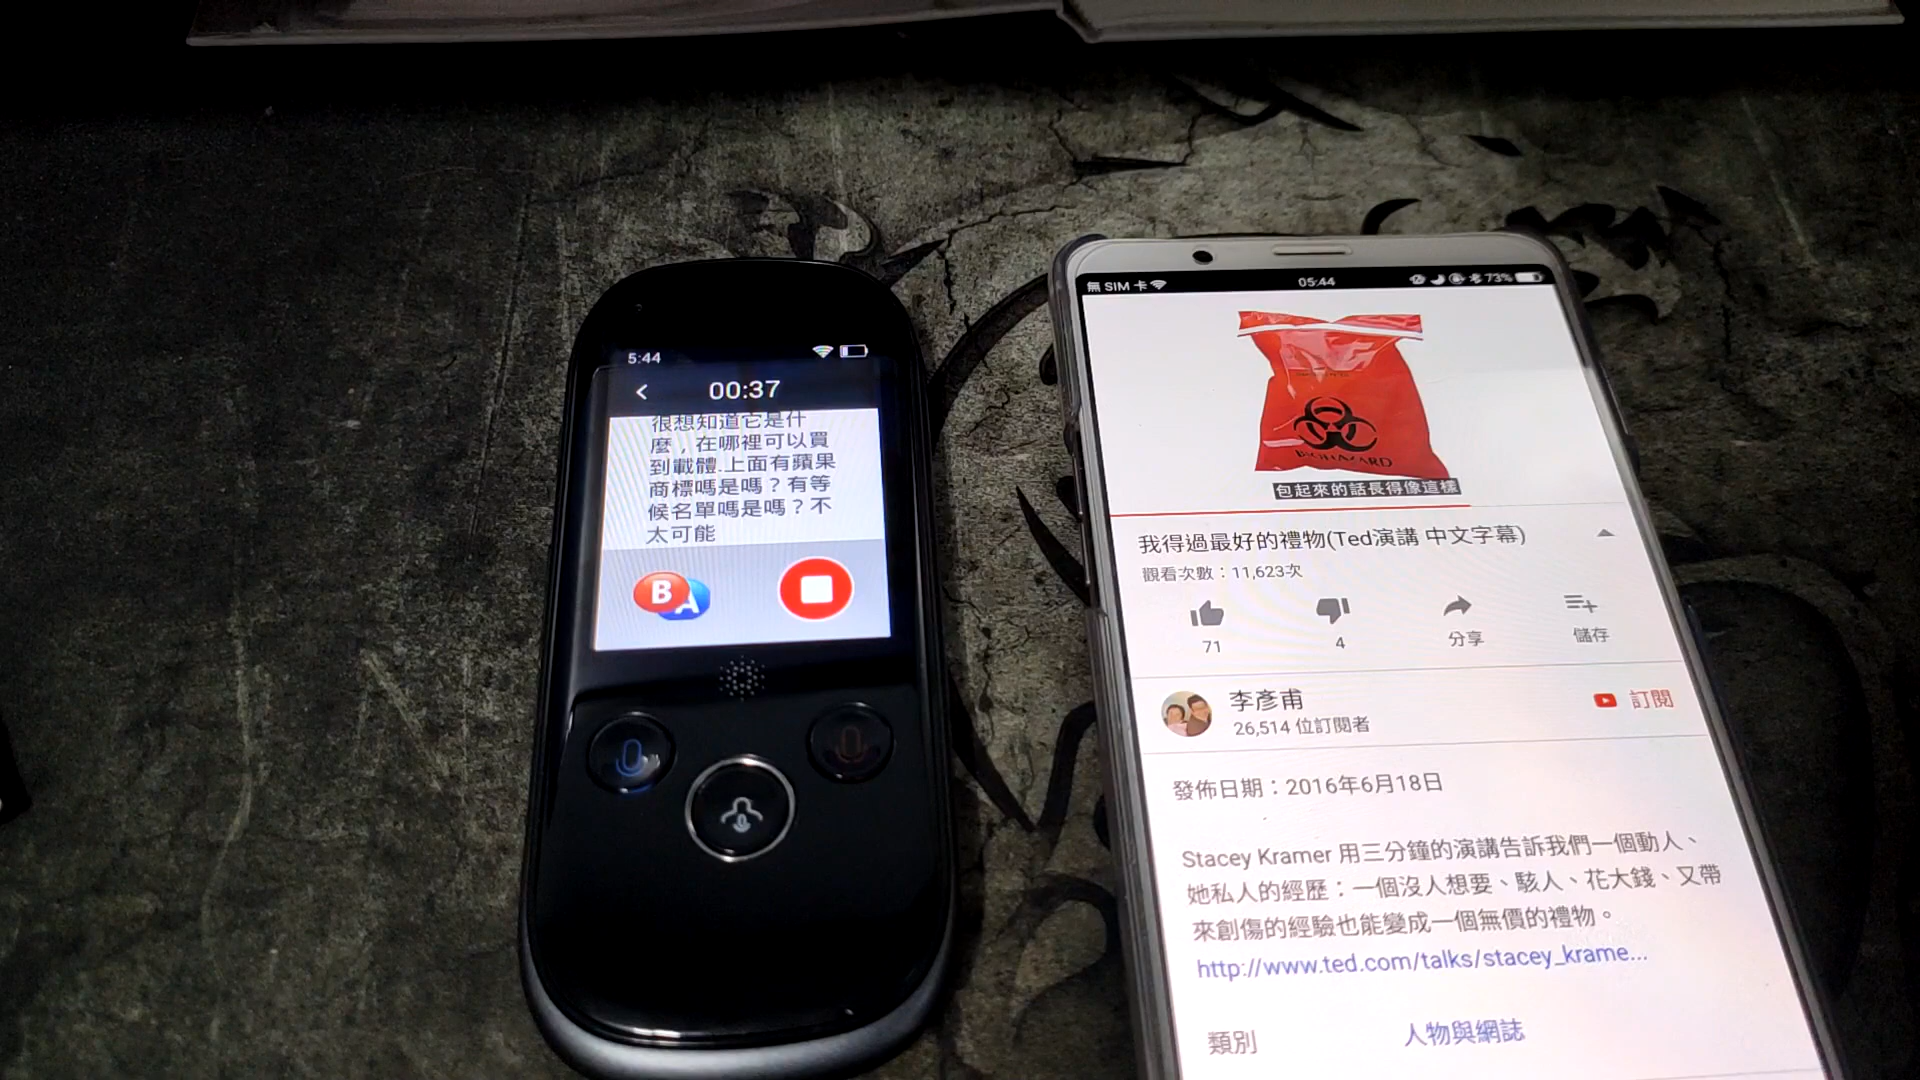 5:44
00:37
很想知道它是什
麼，在哪裡可以買
到載體.上面有蘋果
商標嗎是嗎？有等
候名單嗎是嗎？不
太可能
B
A
無 SIM 卡
05:44
73%
BIOHAZARD
包起來的話長得像這樣
我得過最好的禮物(Ted演講 中文字幕)
觀看次數：11,623次
71
4
分享
儲存
李彥甫
26,514 位訂閱者
訂閱
發佈日期：2016年6月18日
Stacey Kramer 用三分鐘的演講告訴我們一個動人、
她私人的經歷：一個沒人想要、駭人、花大錢、又帶
來創傷的經驗也能變成一個無價的禮物。
http://www.ted.com/talks/stacey_krame...
類別
人物與網誌